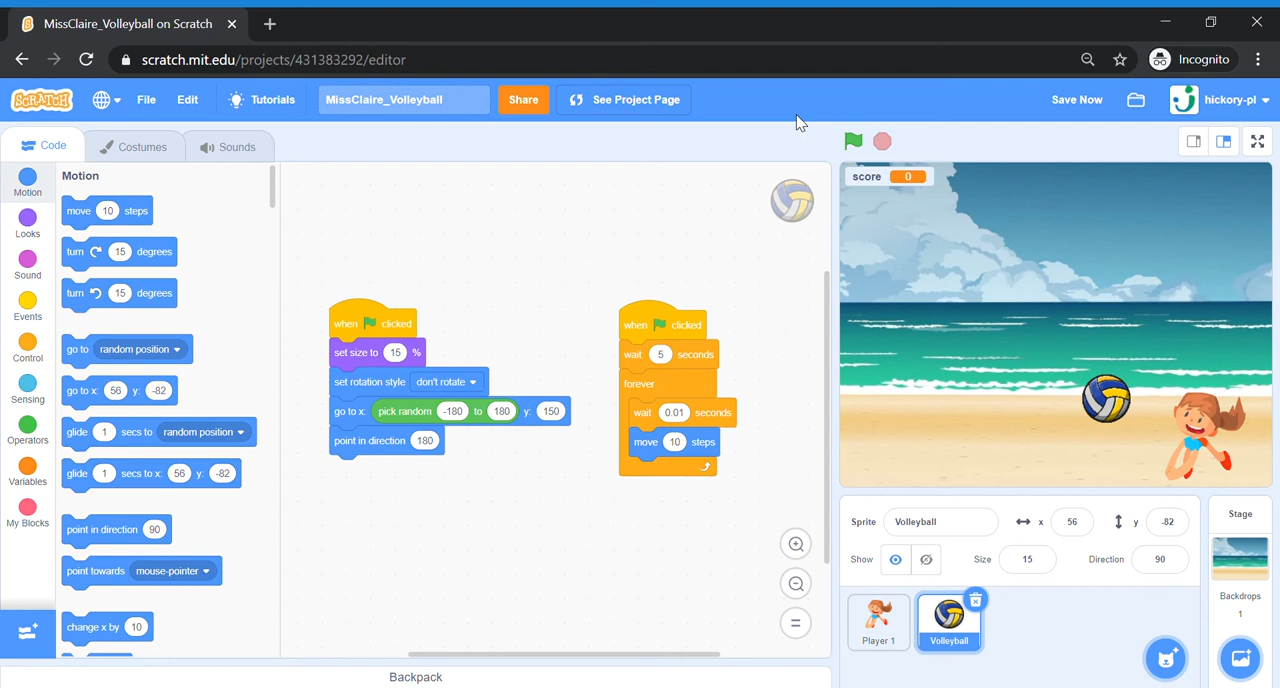 MissClaire_Volleyball on Scratch
scratch.mit.edu/projects/431383292/editor
Incognito
SCRATCH
File
Edit
Tutorials
MissClaire_Volleyball
Share
See Project Page
Save Now
hickory-pl
Code
Costumes
Sounds
Motion
Looks
Sound
Events
Control
Sensing
Operators
Variables
My Blocks
Motion
move 10 steps
turn 15 degrees
turn 15 degrees
go to random position
go to x: 56 y: -82
glide 1 secs to random position
glide 1 secs to x: 56 y: -82
point in direction 90
point towards mouse-pointer
change x by 10
when clicked
set size to 15 %
set rotation style don't rotate
go to x: pick random -180 to 180 y: 150
point in direction 180
when clicked
wait 5 seconds
forever
wait 0.01 seconds
move 10 steps
score 0
Sprite Volleyball x 56 y -82
Show Size 15 Direction 90
Player 1
Volleyball
Stage
Backdrops
1
Backpack